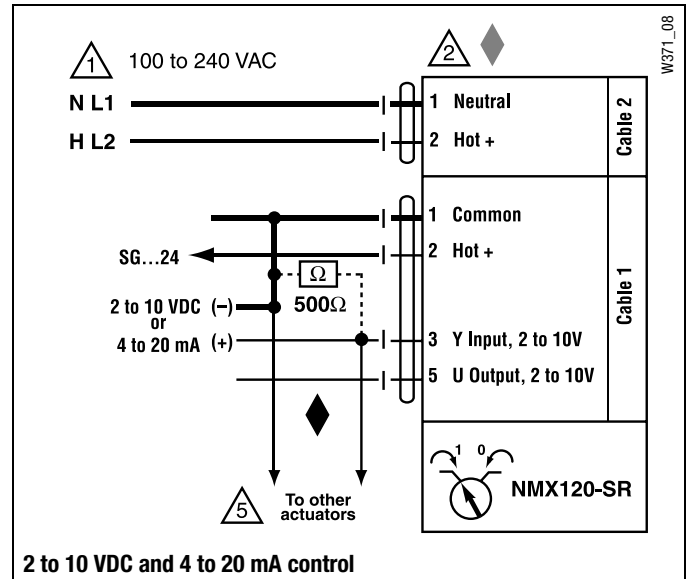 W371_08
1 100 to 240 VAC
2
N L1
1 Neutral
H L2
2 Hot +
Cable 2
1 Common
SG...24
2 Hot +
Ω
500Ω
2 to 10 VDC (–)
or
4 to 20 mA (+)
3 Y Input, 2 to 10V
5 U Output, 2 to 10V
Cable 1
1 0
NMX120-SR
5
To other
actuators
2 to 10 VDC and 4 to 20 mA control